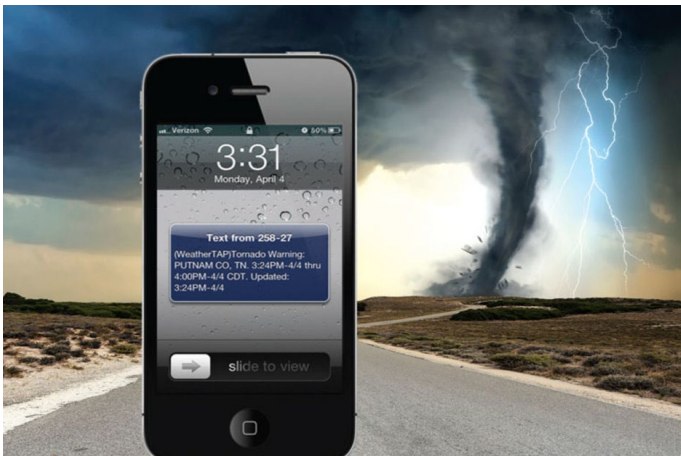 Verizon 50%
3:31
Monday, April 4
Text from 258-27
(WeatherTAP)Tornado Warning:
PUTNAM CO, TN. 3:24PM-4/4 thru
4:00PM-4/4 CDT. Updated:
3:24PM-4/4
slide to view